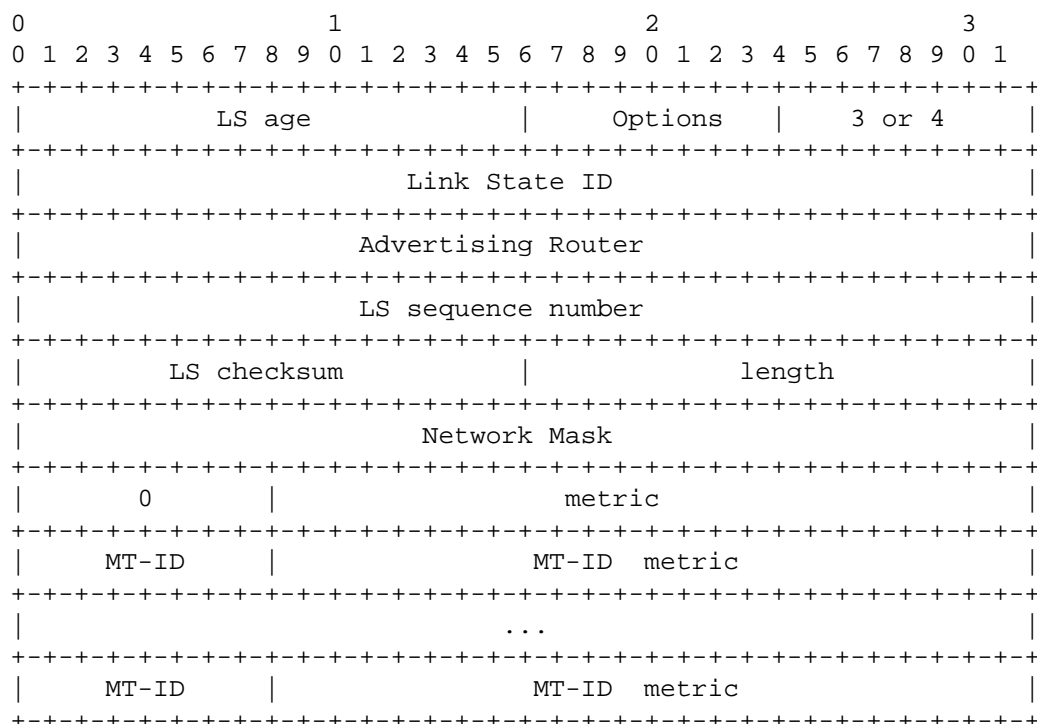 0                   1                   2                   3
0 1 2 3 4 5 6 7 8 9 0 1 2 3 4 5 6 7 8 9 0 1 2 3 4 5 6 7 8 9 0 1
+-+-+-+-+-+-+-+-+-+-+-+-+-+-+-+-+-+-+-+-+-+-+-+-+-+-+-+-+-+-+-+-+
|            LS age             |     Options   |    3 or 4     |
+-+-+-+-+-+-+-+-+-+-+-+-+-+-+-+-+-+-+-+-+-+-+-+-+-+-+-+-+-+-+-+-+
|                        Link State ID                          |
+-+-+-+-+-+-+-+-+-+-+-+-+-+-+-+-+-+-+-+-+-+-+-+-+-+-+-+-+-+-+-+-+
|                     Advertising Router                        |
+-+-+-+-+-+-+-+-+-+-+-+-+-+-+-+-+-+-+-+-+-+-+-+-+-+-+-+-+-+-+-+-+
|                     LS sequence number                        |
+-+-+-+-+-+-+-+-+-+-+-+-+-+-+-+-+-+-+-+-+-+-+-+-+-+-+-+-+-+-+-+-+
|         LS checksum           |             length            |
+-+-+-+-+-+-+-+-+-+-+-+-+-+-+-+-+-+-+-+-+-+-+-+-+-+-+-+-+-+-+-+-+
|                         Network Mask                          |
+-+-+-+-+-+-+-+-+-+-+-+-+-+-+-+-+-+-+-+-+-+-+-+-+-+-+-+-+-+-+-+-+
|       0       |                  metric                       |
+-+-+-+-+-+-+-+-+-+-+-+-+-+-+-+-+-+-+-+-+-+-+-+-+-+-+-+-+-+-+-+-+
|     MT-ID     |                MT-ID  metric                  |
+-+-+-+-+-+-+-+-+-+-+-+-+-+-+-+-+-+-+-+-+-+-+-+-+-+-+-+-+-+-+-+-+
|                              ...                              |
+-+-+-+-+-+-+-+-+-+-+-+-+-+-+-+-+-+-+-+-+-+-+-+-+-+-+-+-+-+-+-+-+
|     MT-ID     |                MT-ID  metric                  |
+-+-+-+-+-+-+-+-+-+-+-+-+-+-+-+-+-+-+-+-+-+-+-+-+-+-+-+-+-+-+-+-+